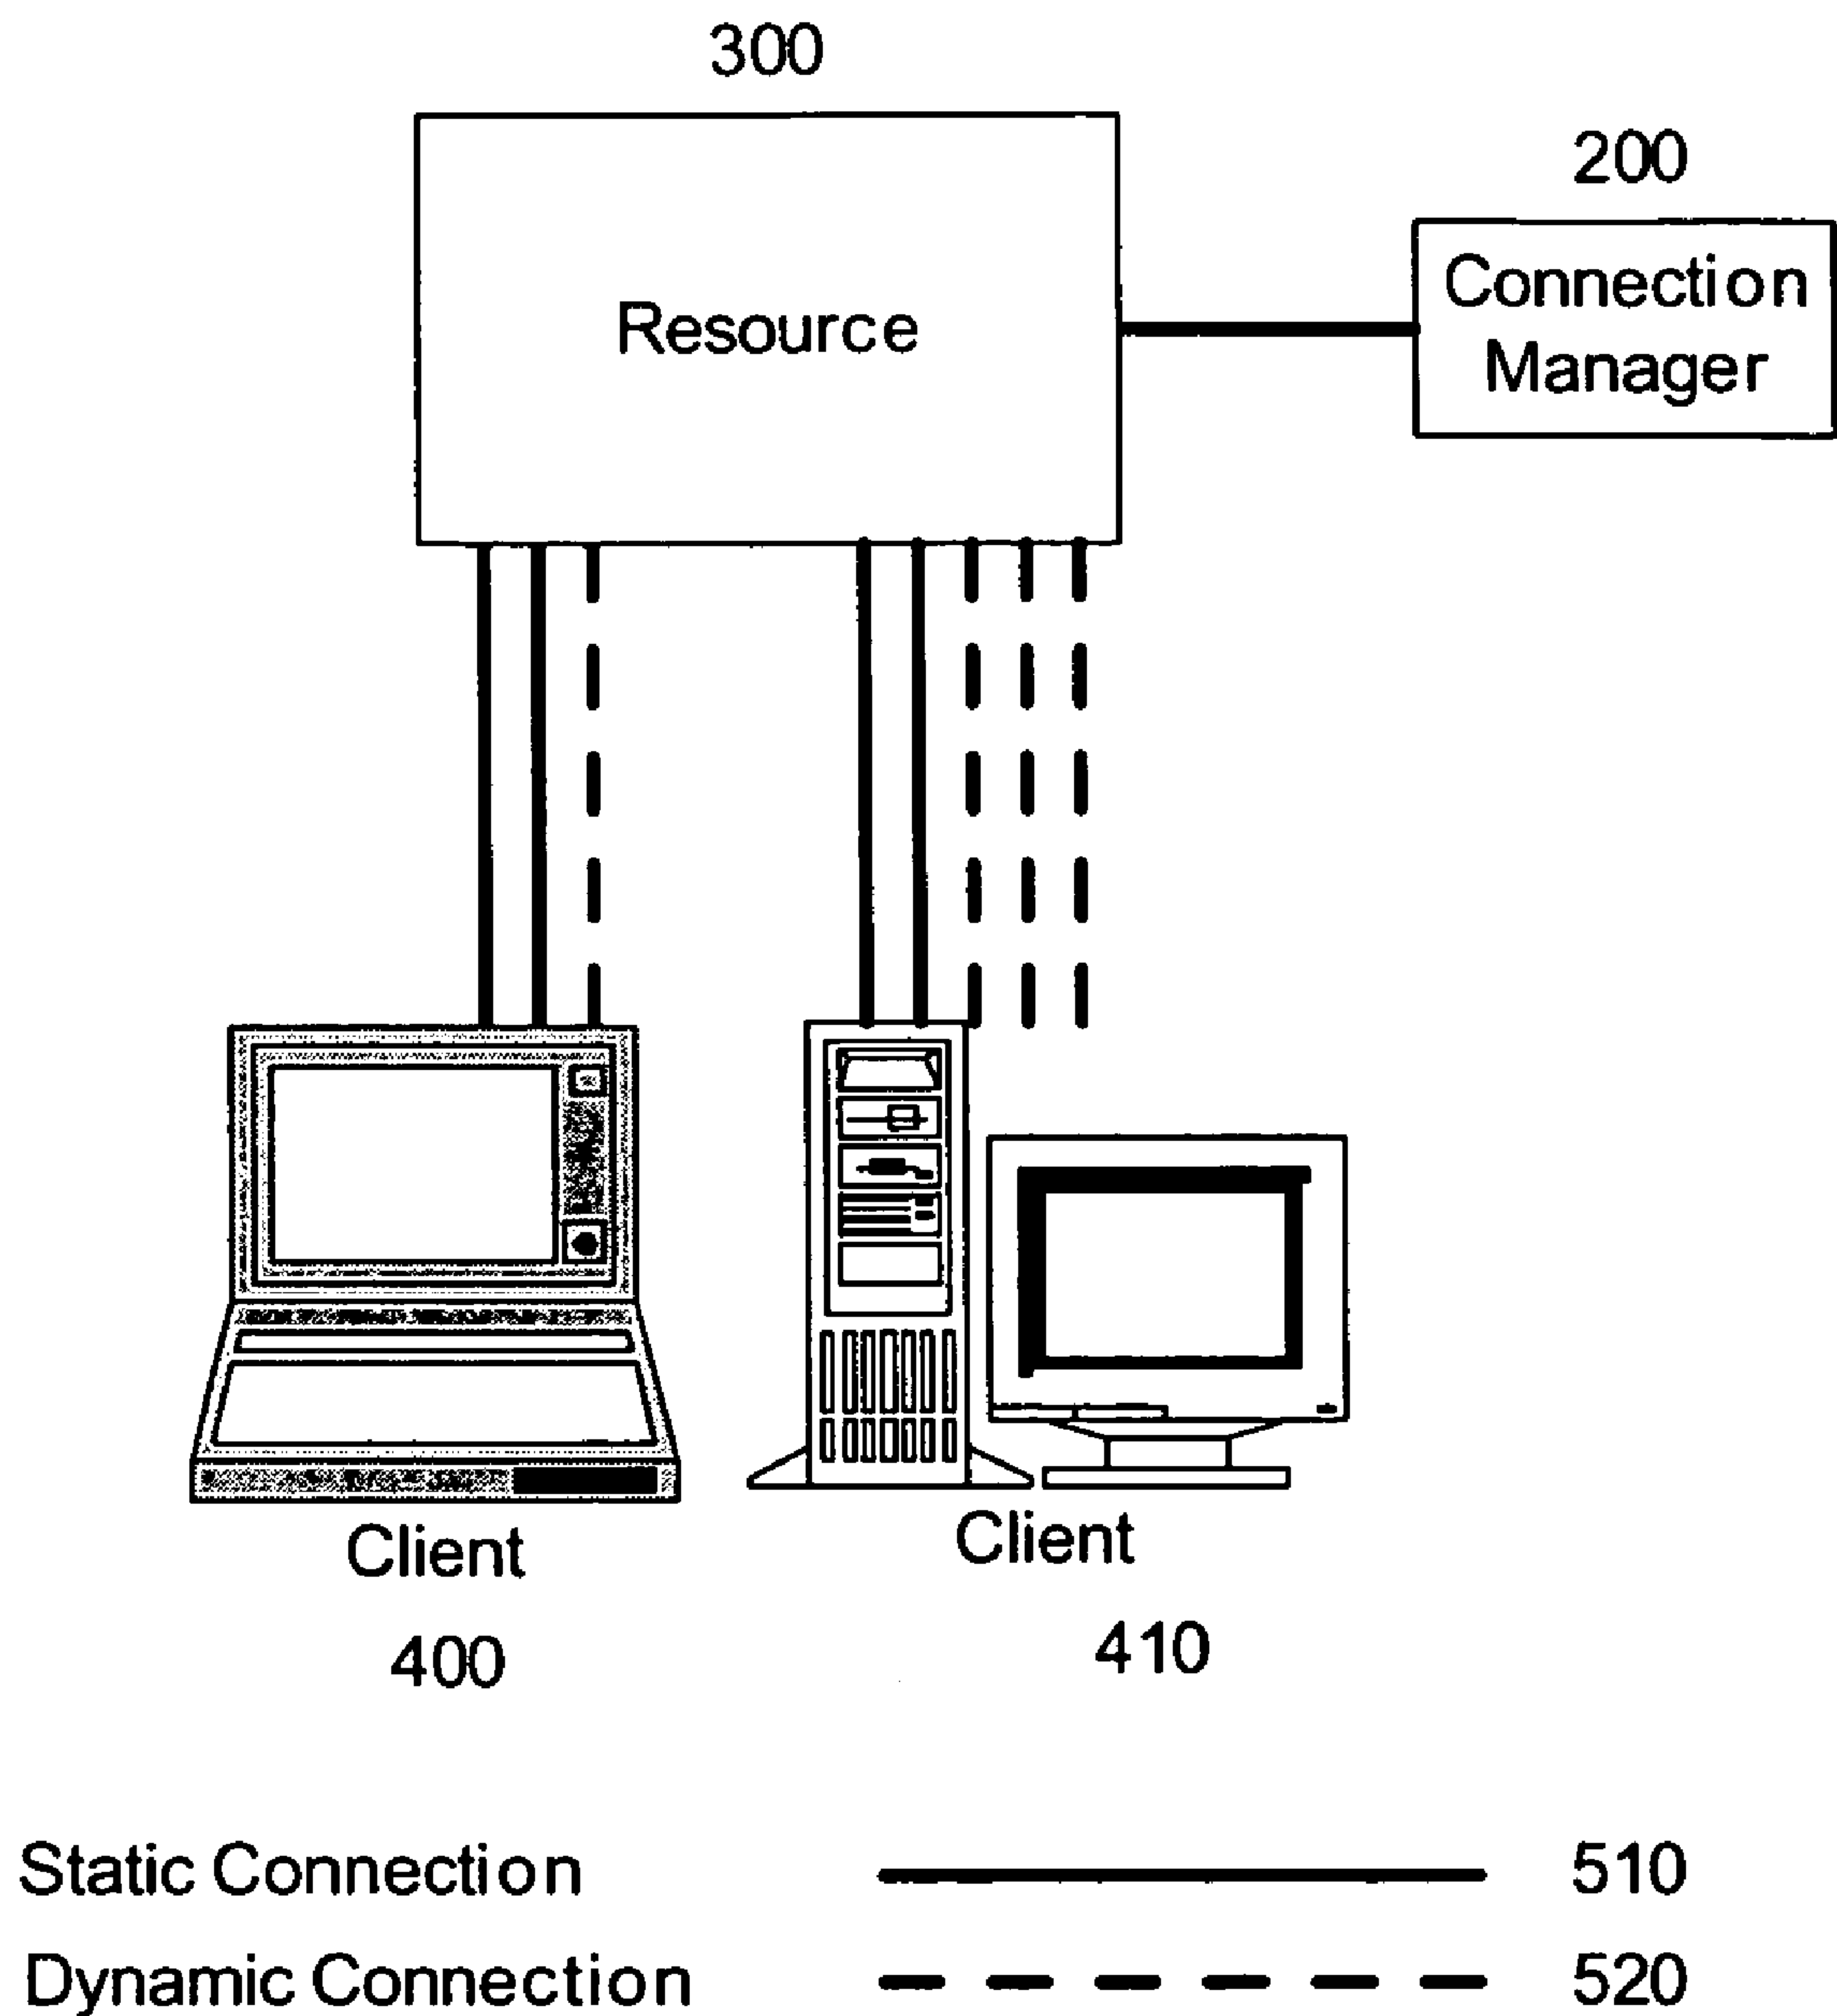 300
200
Resource
Connection
Manager
Client
Client
400
410
Static Connection 510
Dynamic Connection 520